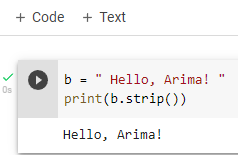 + Code + Text
0s
b = " Hello, Arima! "
print(b.strip())
Hello, Arima!